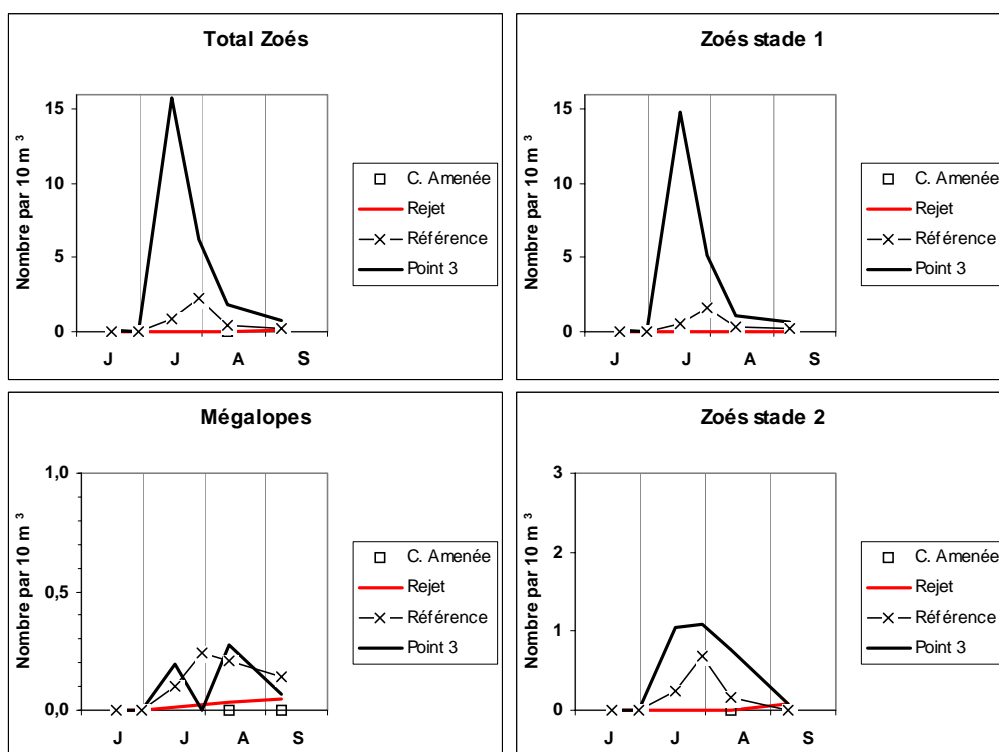 Total Zoés
Nombre par 10 m ³
15
10
5
0
J J A S
C. Amenée
Rejet
Référence
Point 3
Zoés stade 1
Nombre par 10 m ³
15
10
5
0
J J A S
C. Amenée
Rejet
Référence
Point 3
Mégalopes
Nombre par 10 m ³
1,0
0,5
0,0
J J A S
C. Amenée
Rejet
Référence
Point 3
Zoés stade 2
Nombre par 10 m ³
3
2
1
0
J J A S
C. Amenée
Rejet
Référence
Point 3